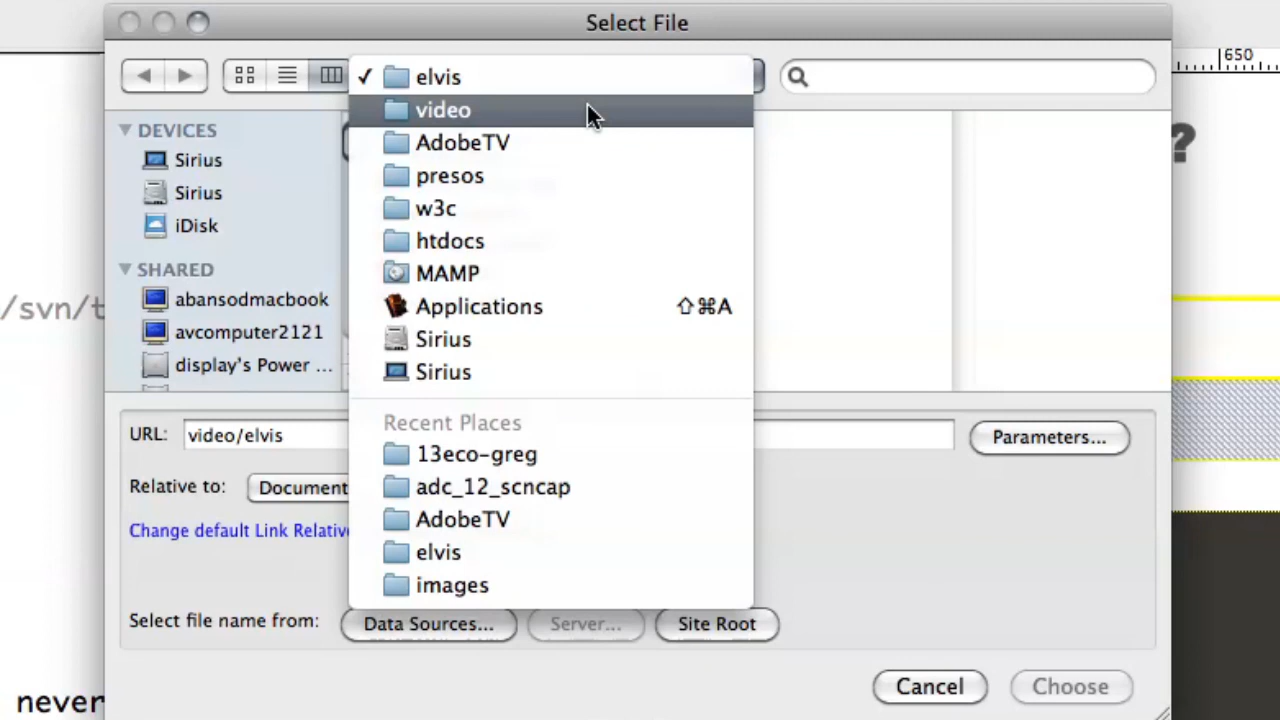 Select File
650
elvis
video
AdobeTV
presos
w3c
htdocs
MAMP
Applications ⇧⌘A
Sirius
Sirius
Recent Places
13eco-greg
adc_12_scncap
AdobeTV
elvis
images
DEVICES
Sirius
Sirius
iDisk
SHARED
abansodmacbook
avcomputer2121
display's Power ...
?
/svn/t
URL: video/elvis
Parameters...
Relative to: Document
Change default Link Relative
Select file name from: Data Sources... Server... Site Root
Cancel Choose
never